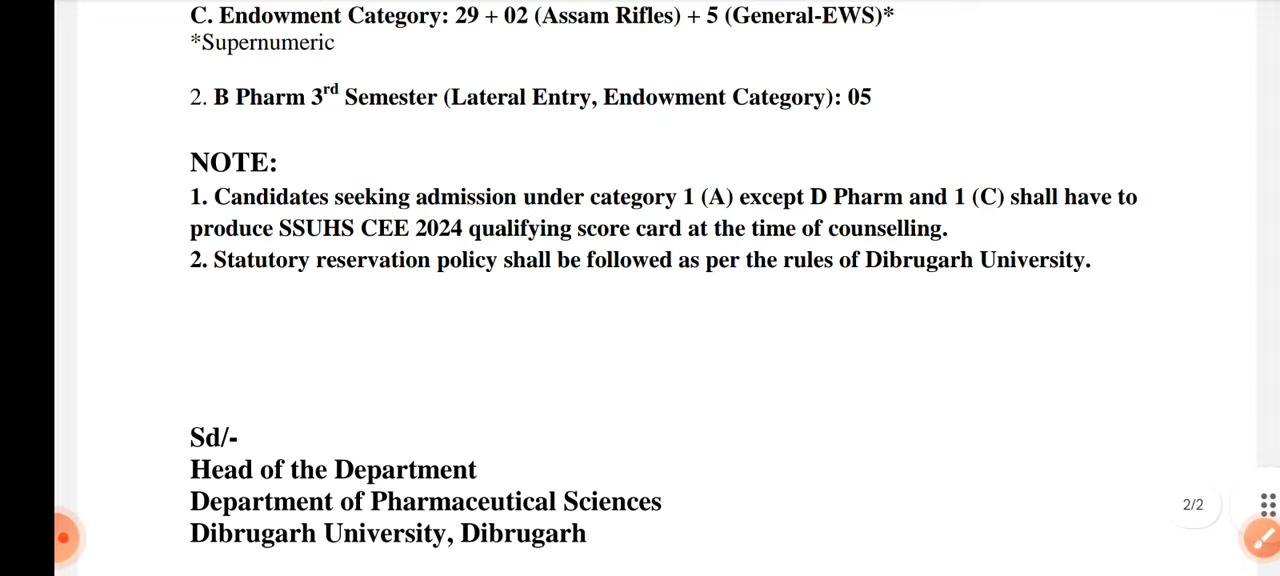 C. Endowment Category: 29 + 02 (Assam Rifles) + 5 (General-EWS)*
*Supernumeric
2. B Pharm 3rd Semester (Lateral Entry, Endowment Category): 05
NOTE:
1. Candidates seeking admission under category 1 (A) except D Pharm and 1 (C) shall have to
produce SSUHS CEE 2024 qualifying score card at the time of counselling.
2. Statutory reservation policy shall be followed as per the rules of Dibrugarh University.
Sd/-
Head of the Department
Department of Pharmaceutical Sciences
2/2
Dibrugarh University, Dibrugarh